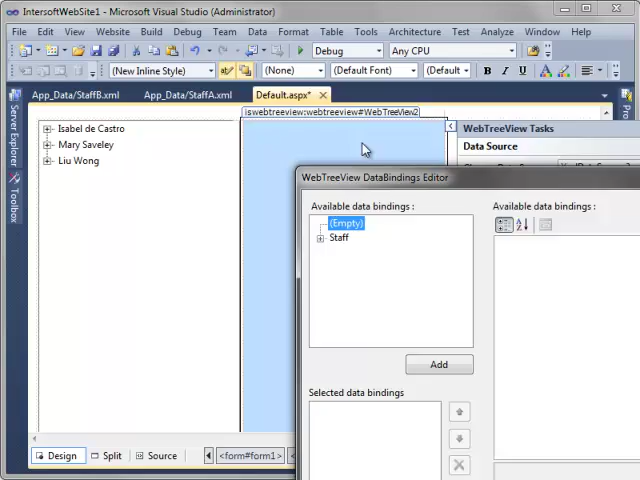 IntersoftWebSite1 - Microsoft Visual Studio (Administrator)
File Edit View Website Build Debug Team Data Format Table Tools Architecture Test Analyze Window Help
Debug Any CPU
(New Inline Style) (None) (Default Font) (Default B I U A
App_Data/StaffB.xml App_Data/StaffA.xml Default.aspx*
iswebtreeview:webtreeview#WebTreeView2
Server Explorer
Toolbox
Isabel de Castro
Mary Saveley
Liu Wong
WebTreeView Tasks
Data Source
WebTreeView DataBindings Editor
Available data bindings : Available data bindings :
(Empty)
Staff
Add
Selected data bindings
Design Split Source <form#form1>